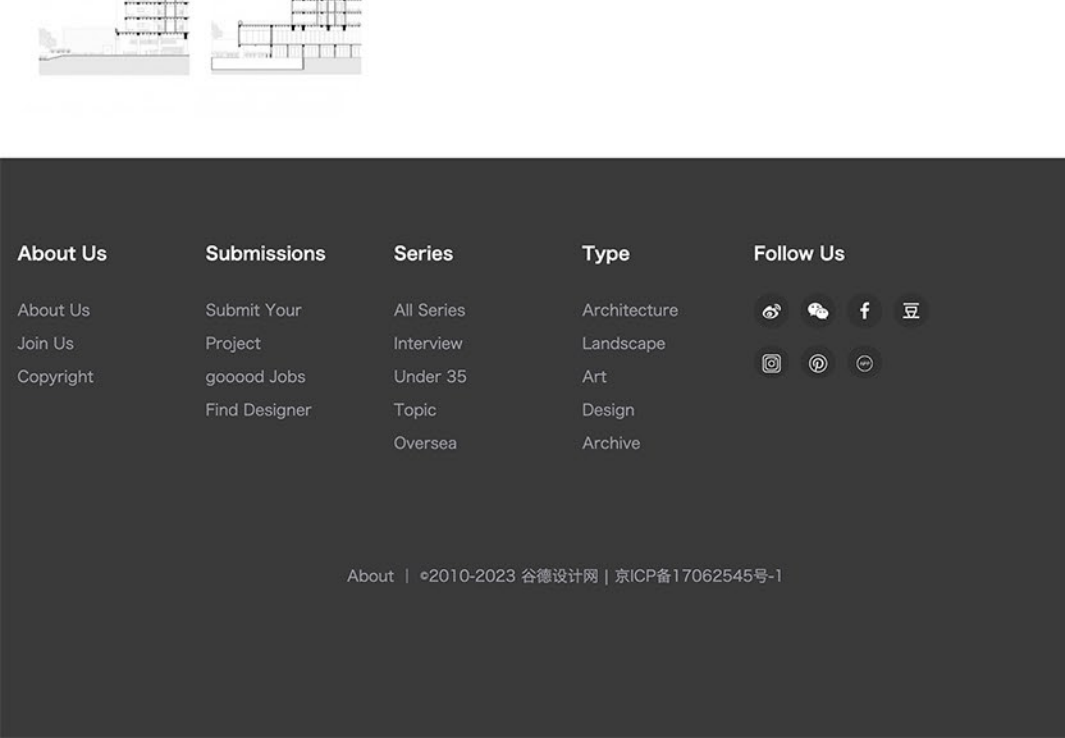 About Us
About Us
Join Us
Copyright
Submissions
Submit Your
Project
gooood Jobs
Find Designer
Series
All Series
Interview
Under 35
Topic
Oversea
Type
Architecture
Landscape
Art
Design
Archive
Follow Us
豆
About | ©2010-2023 谷德设计网 | 京ICP备17062545号-1